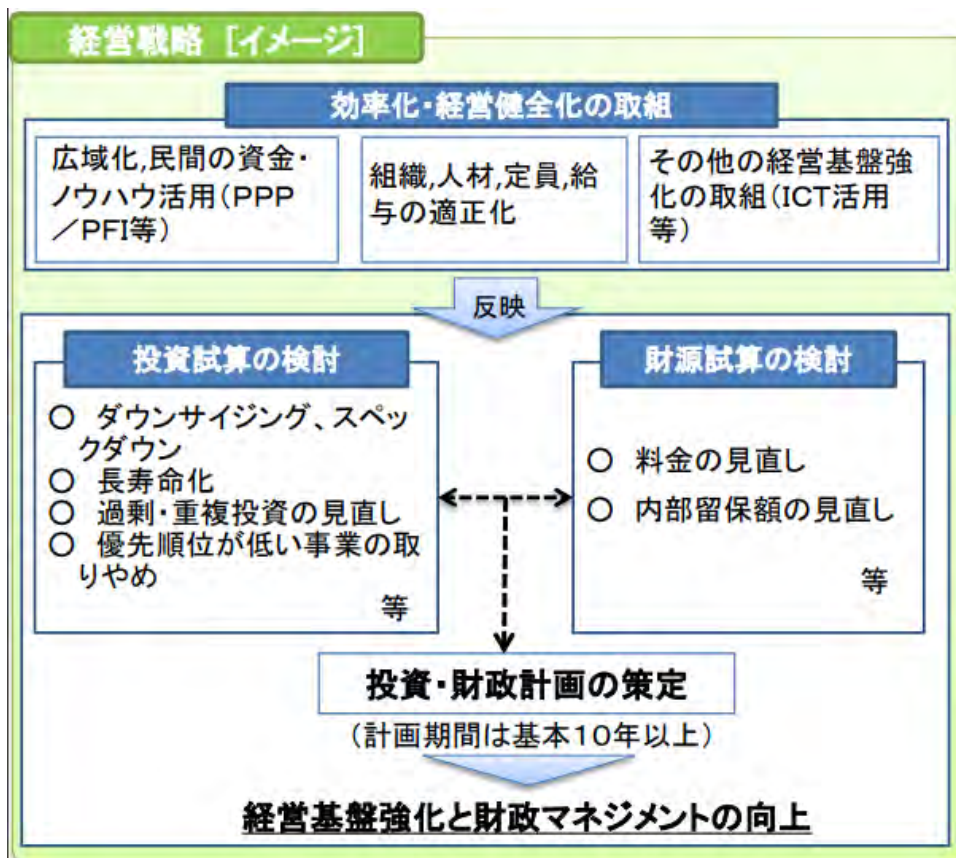 経営戦略 [イメージ]
効率化・経営健全化の取組
広域化,民間の資金・
ノウハウ活用(PPP
／PFI等)
組織,人材,定員,給
与の適正化
その他の経営基盤強
化の取組(ICT活用
等)
反映
投資試算の検討
○ ダウンサイジング、スペッ
クダウン
○ 長寿命化
○ 過剰・重複投資の見直し
○ 優先順位が低い事業の取
りやめ
等
財源試算の検討
○ 料金の見直し
○ 内部留保額の見直し
等
投資・財政計画の策定
(計画期間は基本10年以上)
経営基盤強化と財政マネジメントの向上